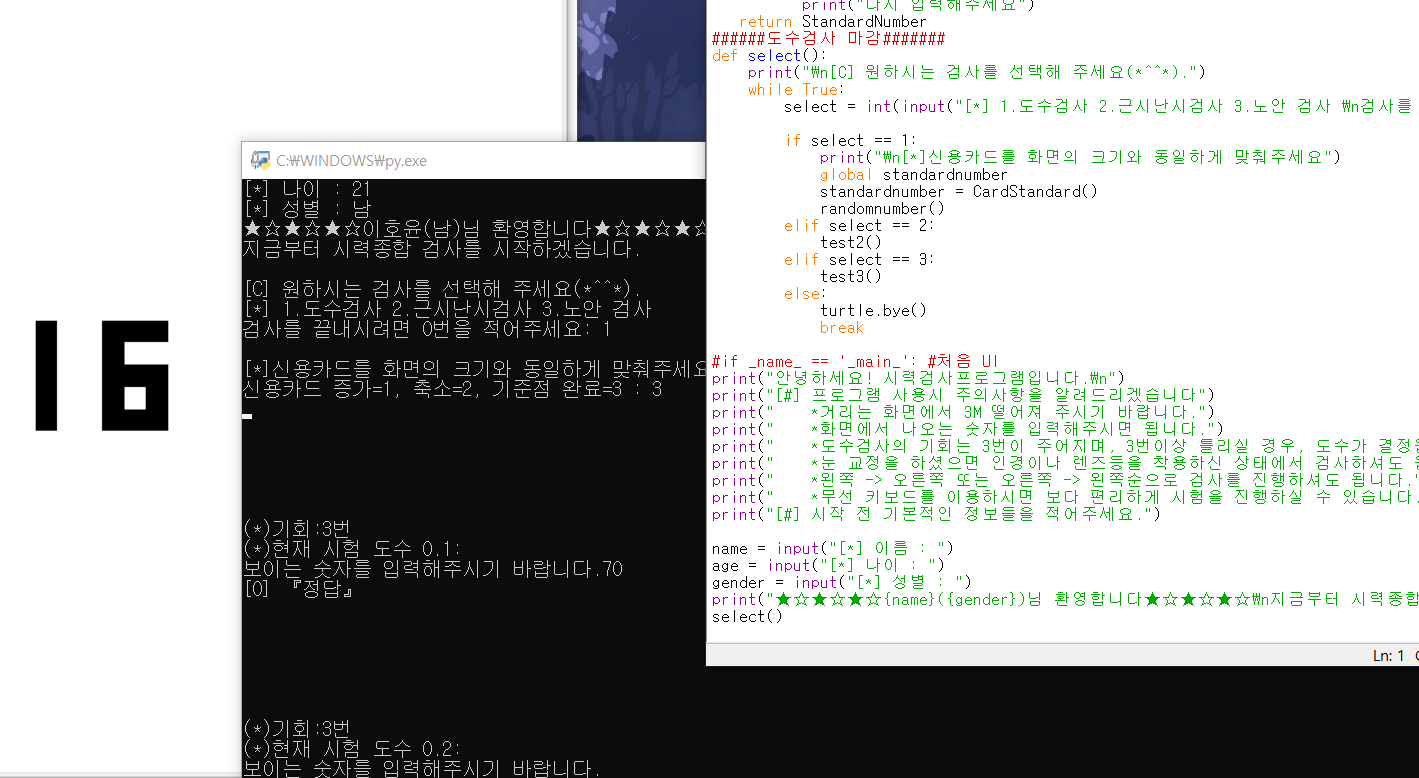 16
C:\WINDOWS\py.exe
[*] 나이 : 21
[*] 성별 : 남
★☆★☆★☆이호윤(남)님 환영합니다★☆★☆★☆
지금부터 시력종합 검사를 시작하겠습니다.
[C] 원하시는 검사를 선택해 주세요(*^^*).
[*] 1.도수검사 2.근시난시검사 3.노안 검사
검사를 끝내시려면 0번을 적어주세요: 1
[*]신용카드를 화면의 크기와 동일하게 맞춰주세요
신용카드 증가=1, 축소=2, 기준점 완료=3 : 3
(*)기회:3번
(*)현재 시험 도수 0.1:
보이는 숫자를 입력해주시기 바랍니다.70
[O] 『정답』
(*)기회:3번
(*)현재 시험 도수 0.2:
보이는 숫자를 입력해주시기 바랍니다.
print("다시 입력해주세요")
return StandardNumber
######도수검사 마감#######
def select():
print("\n[C] 원하시는 검사를 선택해 주세요(*^^*).")
while True:
select = int(input("[*] 1.도수검사 2.근시난시검사 3.노안 검사 \n검사를
if select == 1:
print("\n[*]신용카드를 화면의 크기와 동일하게 맞춰주세요")
global standardnumber
standardnumber = CardStandard()
randomnumber()
elif select == 2:
test2()
elif select == 3:
test3()
else:
turtle.bye()
break
#if _name_ == '_main_': #처음 UI
print("안녕하세요! 시력검사프로그램입니다.\n")
print("[#] 프로그램 사용시 주의사항을 알려드리겠습니다")
print("   *거리는 화면에서 3M 떨어져 주시기 바랍니다.")
print("   *화면에서 나오는 숫자를 입력해주시면 됩니다.")
print("   *도수검사의 기회는 3번이 주어지며, 3번이상 틀리실 경우, 도수가
print("   *눈 교정을 하셨으면 안경이나 렌즈등을 착용하신 상태에서 검사하셔도
print("   *왼쪽 -> 오른쪽 또는 오른쪽 -> 왼쪽순으로 검사를 진행하셔도 됩니다."
print("   *무선 키보드를 이용하시면 보다 편리하게 시험을 진행하실 수 있습니다.
print("[#] 시작 전 기본적인 정보들을 적어주세요.")
name = input("[*] 이름 : ")
age = input("[*] 나이 : ")
gender = input("[*] 성별 : ")
print("★☆★☆★☆{name}({gender})님 환영합니다★☆★☆★☆\n지금부터 시력종합
select()
Ln: 1